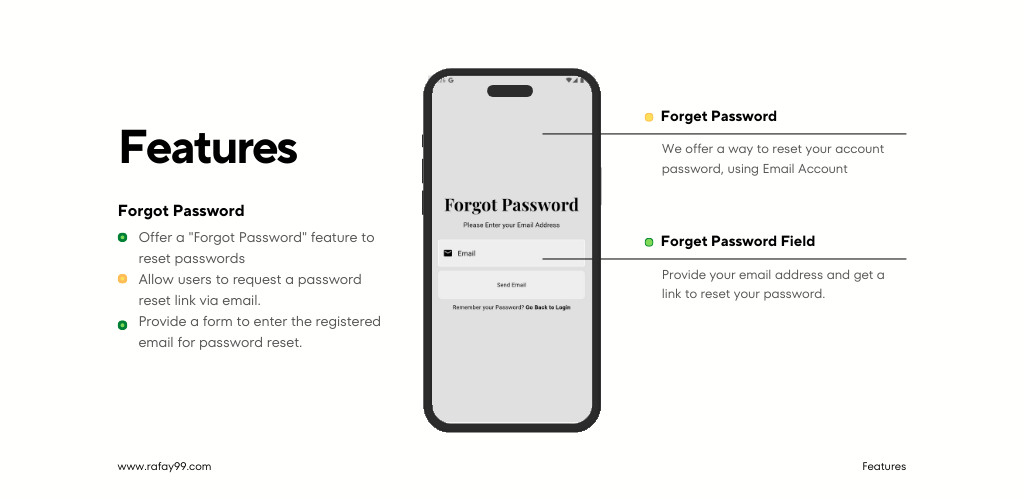 Features
Forgot Password
Offer a "Forgot Password" feature to
reset passwords
Allow users to request a password
reset link via email.
Provide a form to enter the registered
email for password reset.
G
Forgot Password
Please Enter your Email Address
Email
Send Email
Remember your Password? Go Back to Login
Forget Password
We offer a way to reset your account
password, using Email Account
Forget Password Field
Provide your email address and get a
link to reset your password.
www.rafay99.com
Features